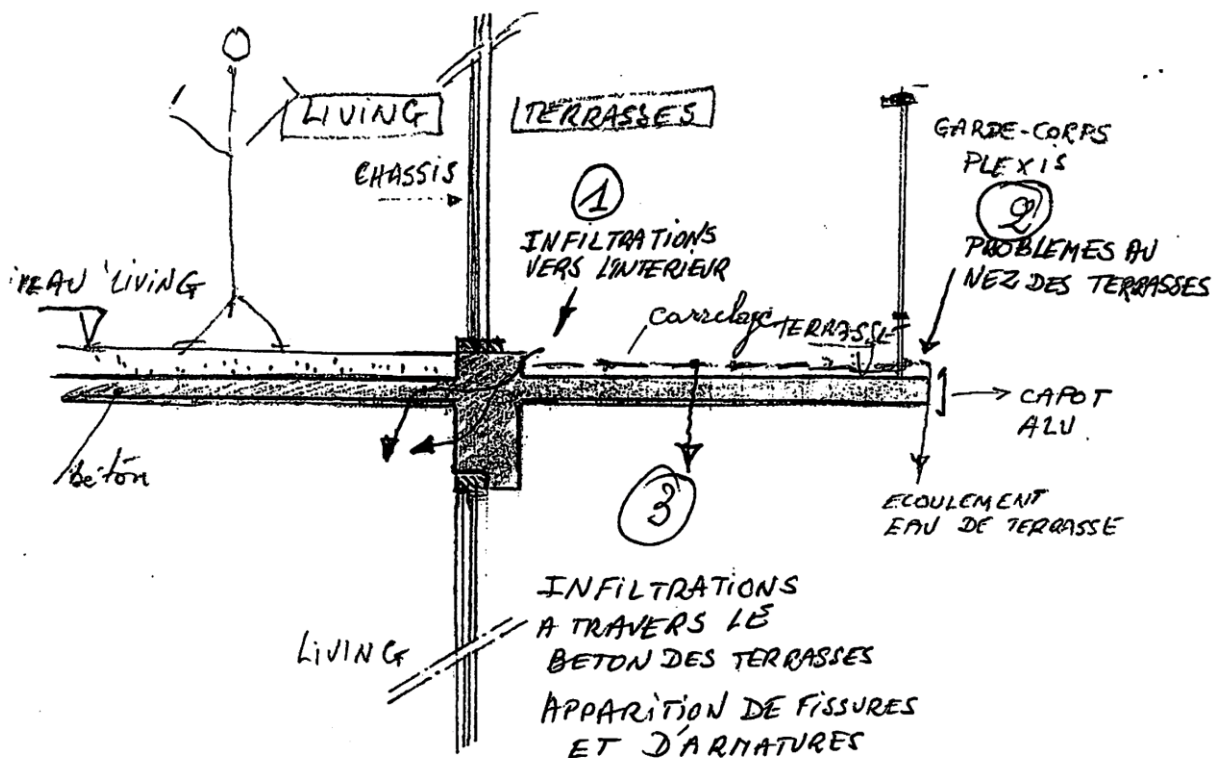 LIVING
TERRASSES
CHASSIS
1
INFILTRATIONS
VERS L'INTERIEUR
GARDE-CORPS
PLEXIS
2
PROBLEMES AU
NEZ DES TERRASSES
IVEAU LIVING
carrelage
TERRASSE
CAPOT
ALU
béton
3
ECOULEMENT
EAU DE TERRASSE
INFILTRATIONS
A TRAVERS LE
BETON DES TERRASSES
LIVING
APPARITION DE FISSURES
ET D'ARMATURES